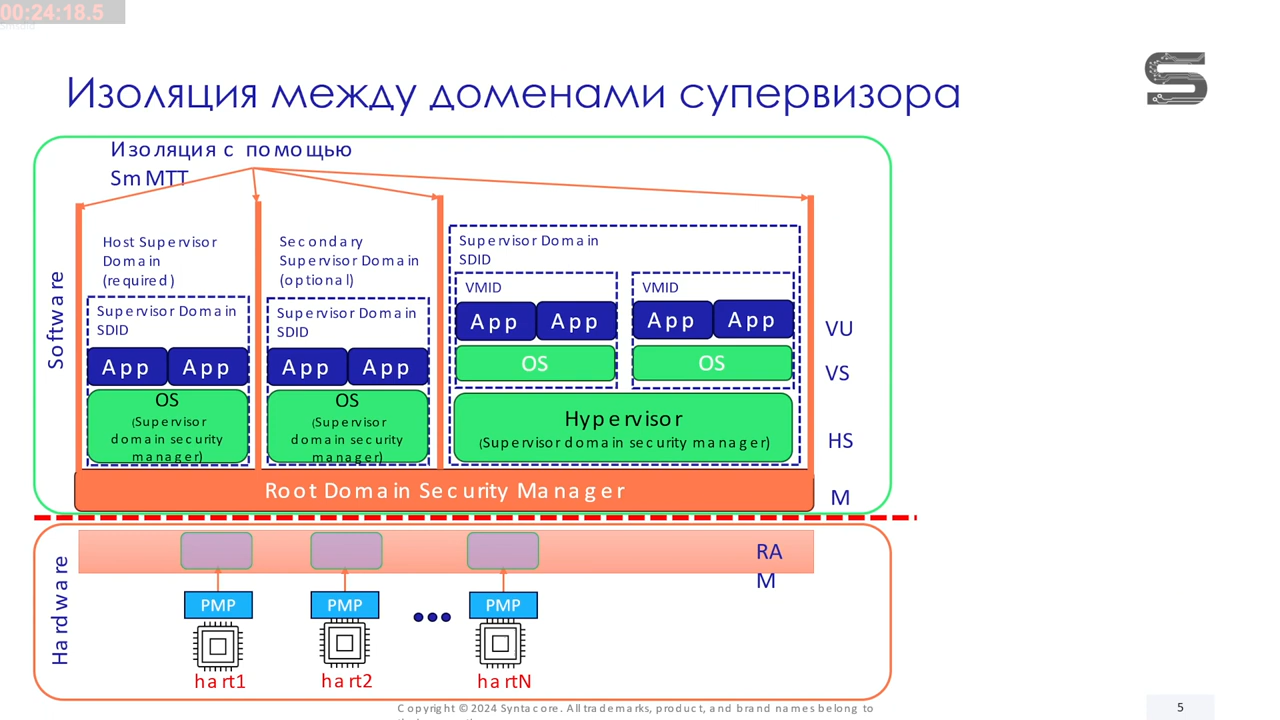 00:24:18.5
Изоляция между доменами супервизора
Изоляция с помощью
SmMTT
Software
Host Supervisor
Domain
(required)
Supervisor Domain
SDID
App App
OS
(Supervisor
domain security
manager)
Secondary
Supervisor Domain
(optional)
Supervisor Domain
SDID
App App
OS
(Supervisor
domain security
manager)
Supervisor Domain
SDID
VMID
App App
OS
VMID
App App
OS
Hypervisor
(Supervisor domain security manager)
VU
VS
HS
Root Domain Security Manager
M
Hardware
RA
M
PMP PMP PMP
hart1 hart2 hartN
Copyright © 2024 Syntacore. All trademarks, product, and brand names belong to
5